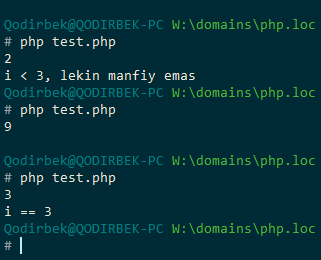 Qodirbek@QODIRBEK-PC W:\domains\php.loc
# php test.php
2
i < 3, lekin manfiy emas
Qodirbek@QODIRBEK-PC W:\domains\php.loc
# php test.php
9

Qodirbek@QODIRBEK-PC W:\domains\php.loc
# php test.php
3
i == 3
Qodirbek@QODIRBEK-PC W:\domains\php.loc
#